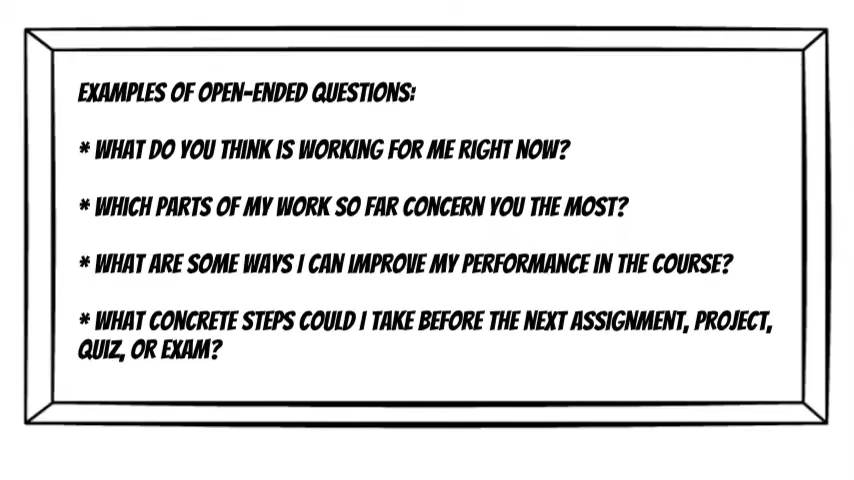 EXAMPLES OF OPEN-ENDED QUESTIONS:
* WHAT DO YOU THINK IS WORKING FOR ME RIGHT NOW?
* WHICH PARTS OF MY WORK SO FAR CONCERN YOU THE MOST?
* WHAT ARE SOME WAYS I CAN IMPROVE MY PERFORMANCE IN THE COURSE?
* WHAT CONCRETE STEPS COULD I TAKE BEFORE THE NEXT ASSIGNMENT, PROJECT,
QUIZ, OR EXAM?